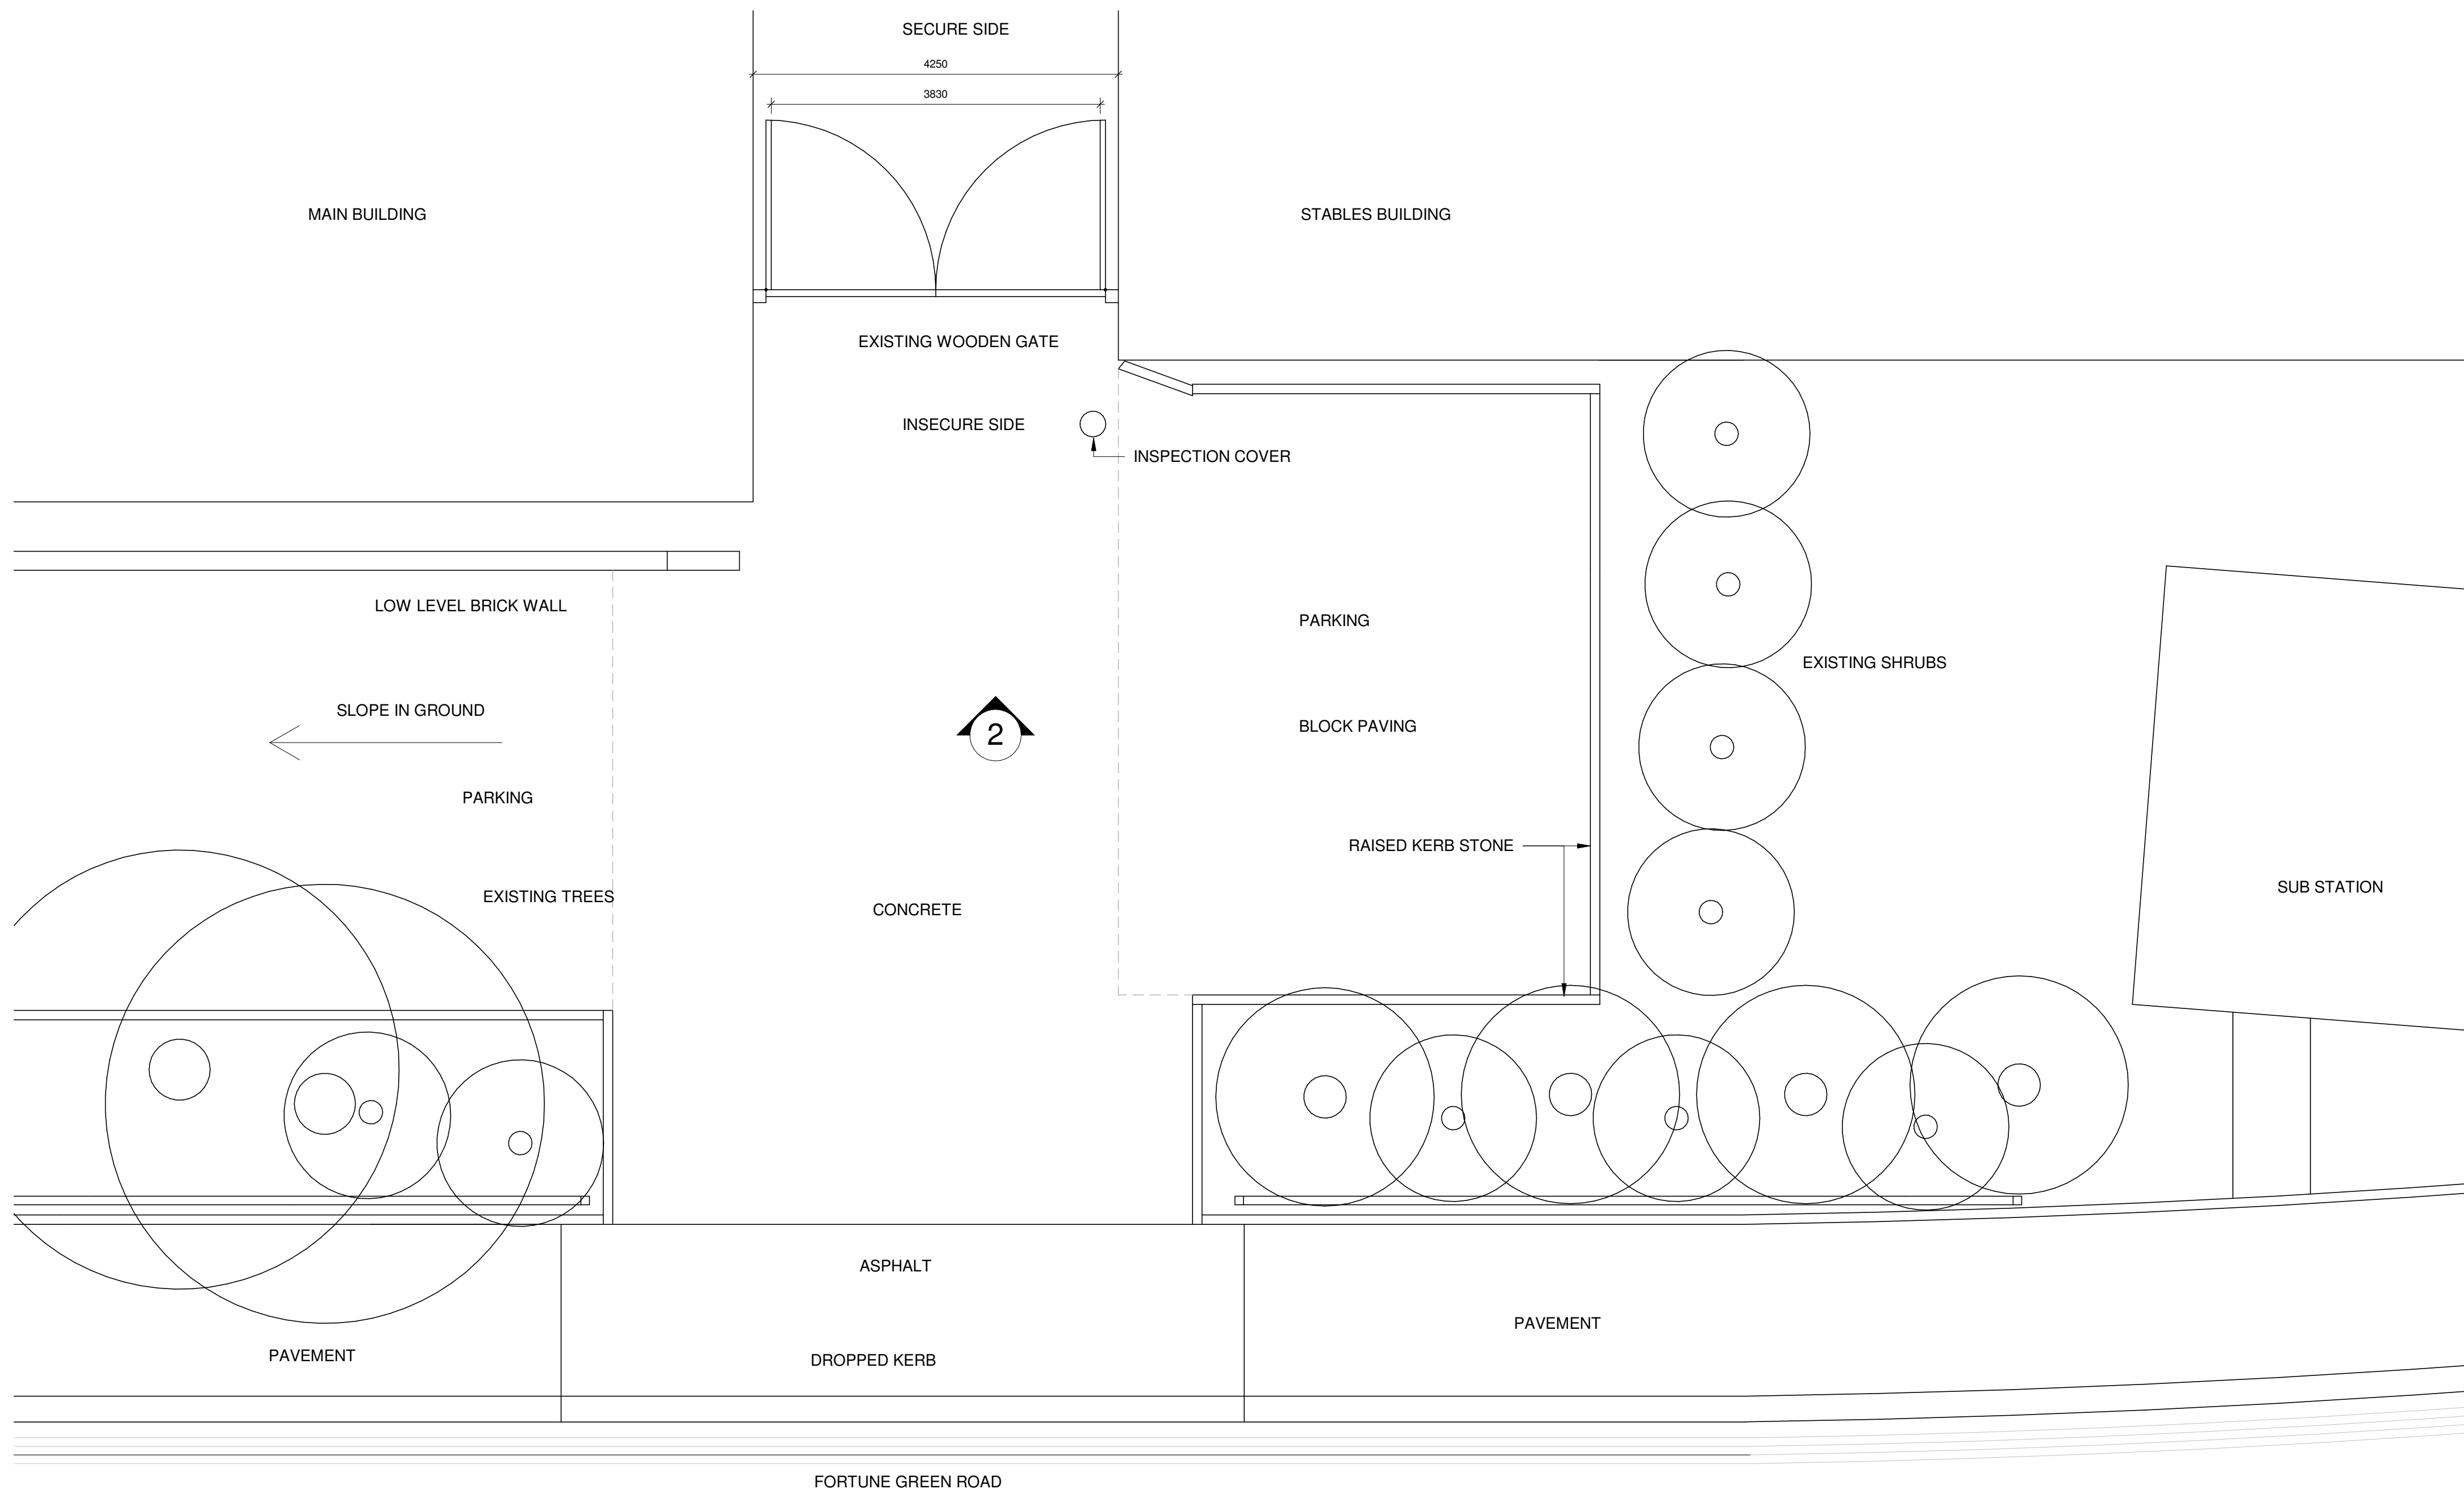 SECURE SIDE
4250
3830
MAIN BUILDING
STABLES BUILDING
EXISTING WOODEN GATE
INSECURE SIDE
INSPECTION COVER
LOW LEVEL BRICK WALL
PARKING
EXISTING SHRUBS
SLOPE IN GROUND
2
BLOCK PAVING
PARKING
RAISED KERB STONE
EXISTING TREES
CONCRETE
SUB STATION
ASPHALT
PAVEMENT
PAVEMENT
DROPPED KERB
FORTUNE GREEN ROAD